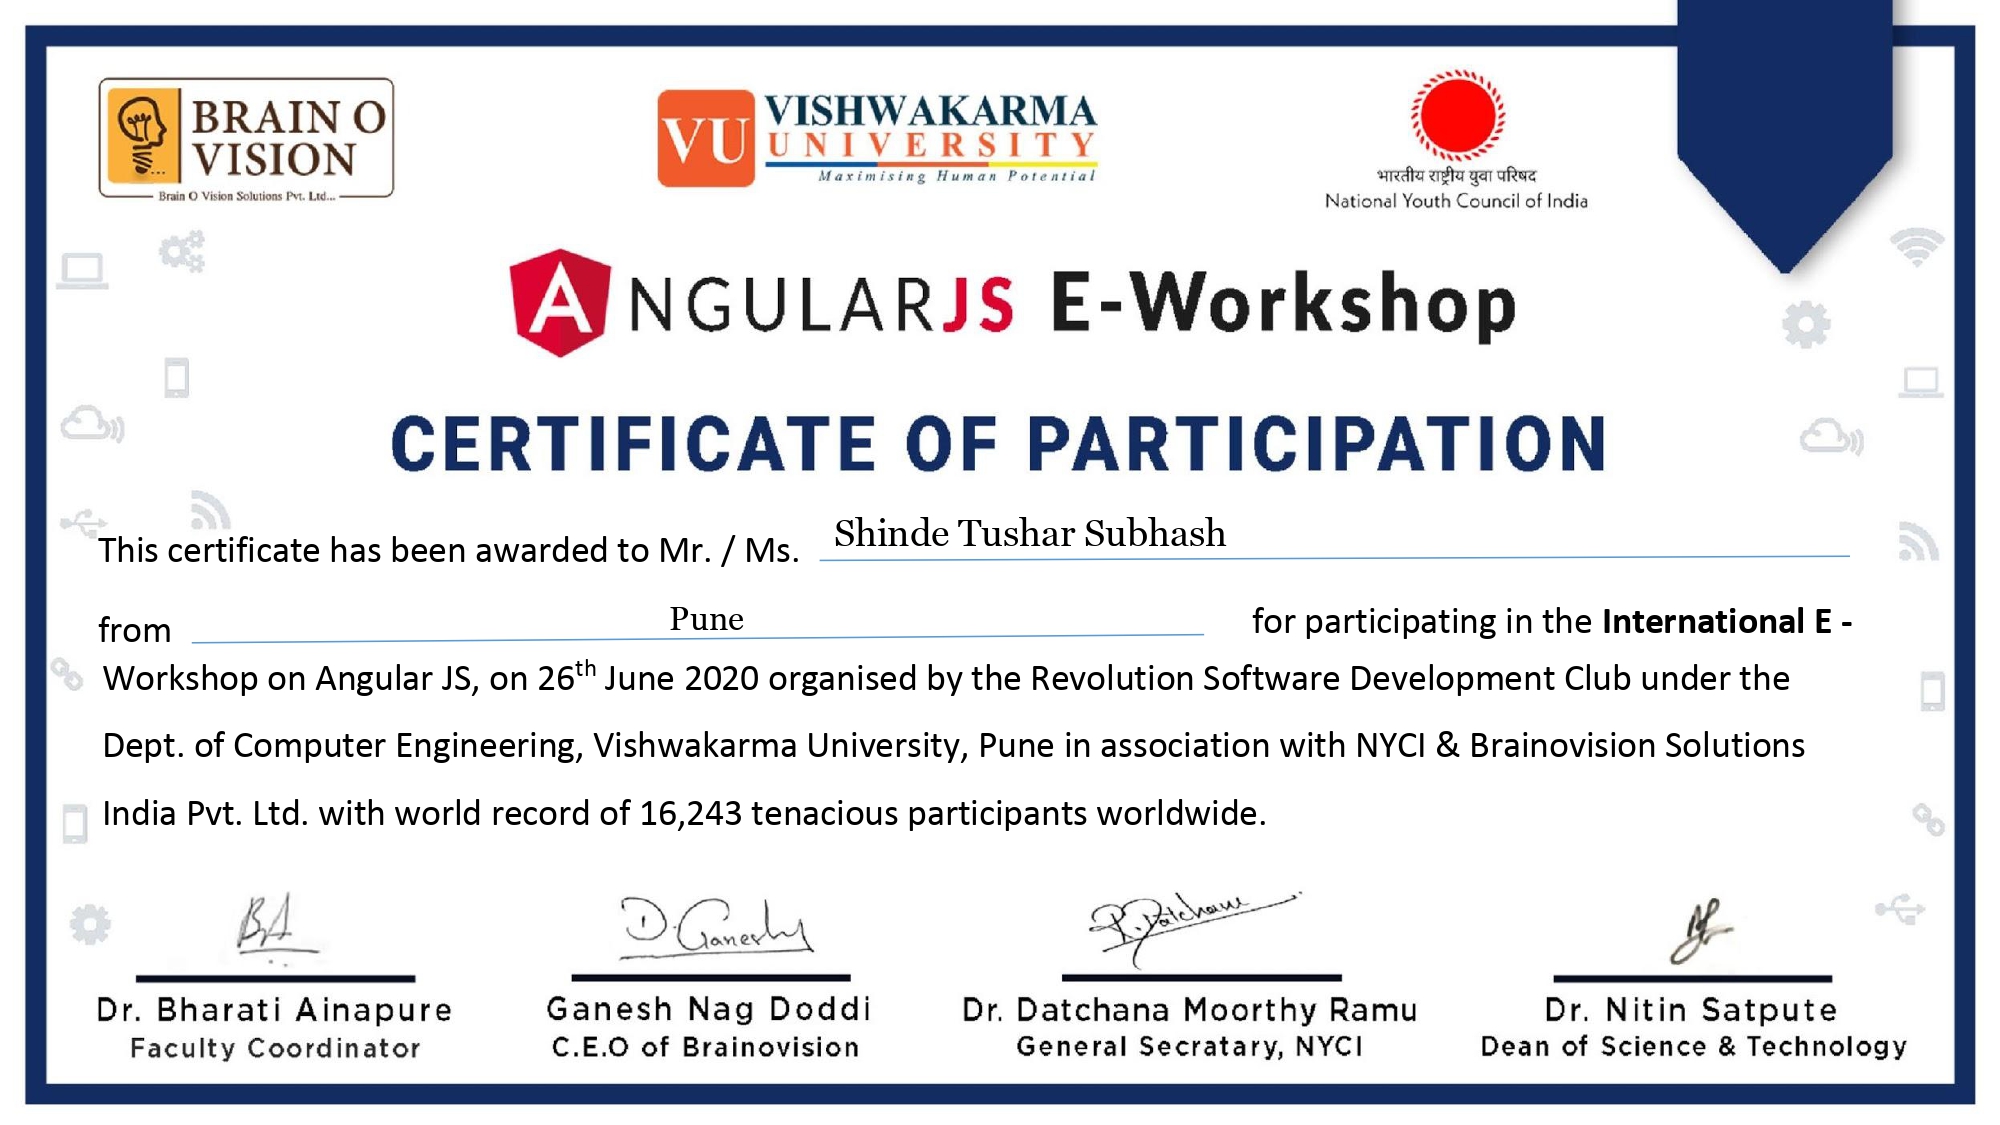 BRAIN O
VISION
Brain O Vision Solutions Pvt. Ltd...
VU VISHWAKARMA
UNIVERSITY
Maximising Human Potential
भारतीय राष्ट्रीय युवा परिषद
National Youth Council of India
ANGULARJS E-Workshop
CERTIFICATE OF PARTICIPATION
This certificate has been awarded to Mr. / Ms. Shinde Tushar Subhash
from Pune for participating in the International E -
Workshop on Angular JS, on 26th June 2020 organised by the Revolution Software Development Club under the
Dept. of Computer Engineering, Vishwakarma University, Pune in association with NYCI & Brainovision Solutions
India Pvt. Ltd. with world record of 16,243 tenacious participants worldwide.
D. Ganesh
Dr. Bharati Ainapure
Faculty Coordinator
Ganesh Nag Doddi
C.E.O of Brainovision
Dr. Datchana Moorthy Ramu
General Secratary, NYCI
Dr. Nitin Satpute
Dean of Science & Technology